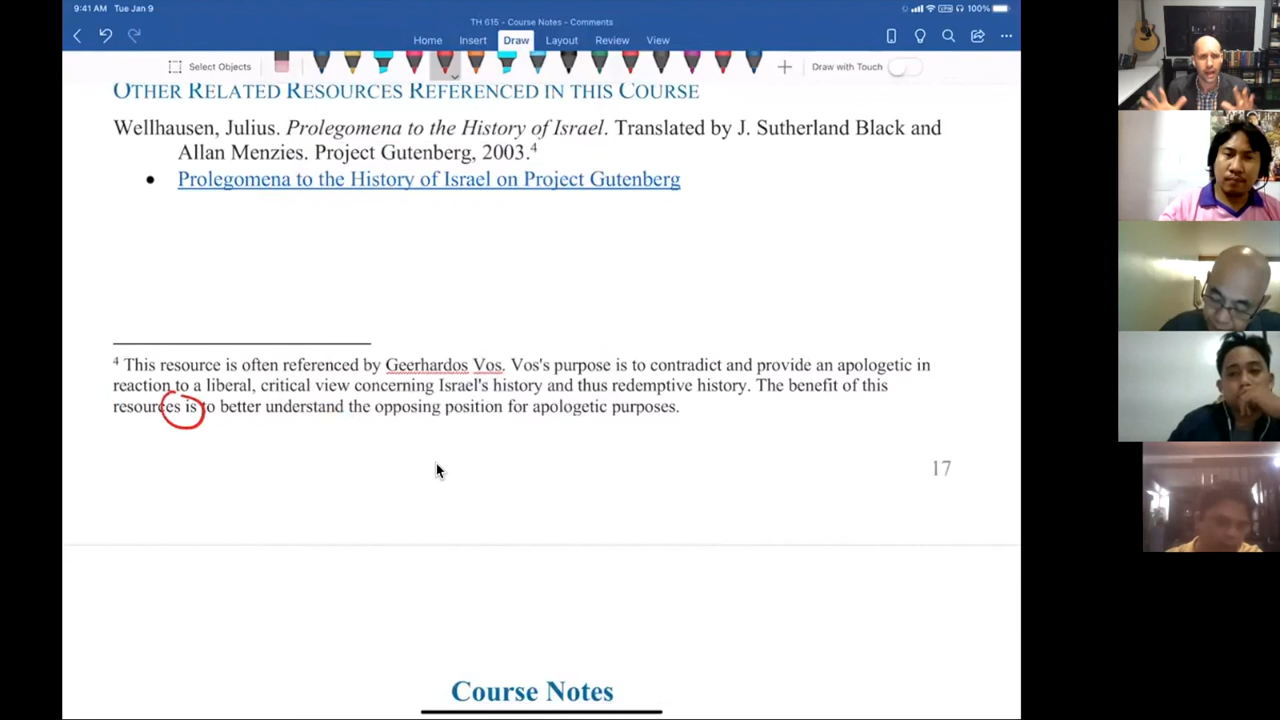 9:41 AM Tue Jan 9
100%
TH 615 - Course Notes - Comments
Home Insert Draw Layout Review View
Select Objects
Draw with Touch
OTHER RELATED RESOURCES REFERENCED IN THIS COURSE
Wellhausen, Julius. Prolegomena to the History of Israel. Translated by J. Sutherland Black and
Allan Menzies. Project Gutenberg, 2003.4
• Prolegomena to the History of Israel on Project Gutenberg
4 This resource is often referenced by Geerhardos Vos. Vos's purpose is to contradict and provide an apologetic in
reaction to a liberal, critical view concerning Israel's history and thus redemptive history. The benefit of this
resources is to better understand the opposing position for apologetic purposes.
17
Course Notes